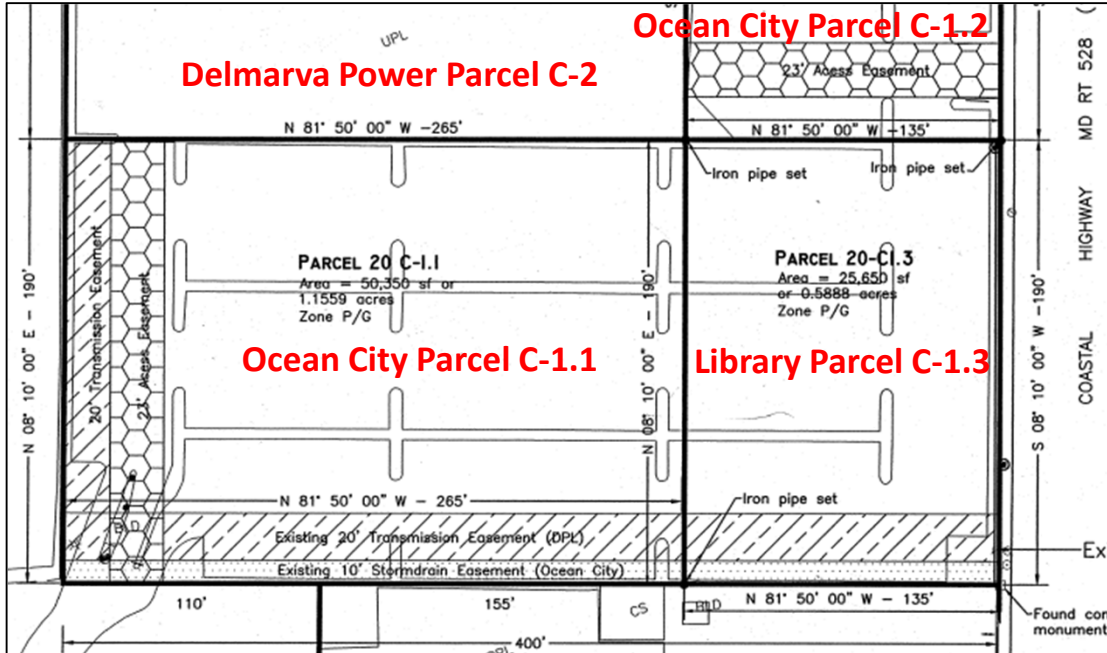 Ocean City Parcel C-1.2
UPL
Delmarva Power Parcel C-2
23' Acess Easement
MD RT 528
N 81° 50' 00" W -265'
N 81° 50' 00" W -135'
Iron pipe set
Iron pipe set
HIGHWAY
PARCEL 20 C-1.1
Area = 50,350 sf or
1.1559 acres
Zone P/G
PARCEL 20-C1.3
Area = 25,650 sf
or 0.5888 acres
Zone P/G
N 08° 10' 00" E - 190'
20' Transmission Easement
23' Acess Easement
N 08° 10' 00" E - 190'
S 08° 10' 00" W -190'
COASTAL
Ocean City Parcel C-1.1
Library Parcel C-1.3
N 81° 50' 00" W - 265'
Iron pipe set
Existing 20' Transmission Easement (DPL)
Existing 10' Stormdrain Easement (Ocean City)
Ex
110'
155'
CS
BLD
N 81° 50' 00" W - 135'
Found con
monument
400'